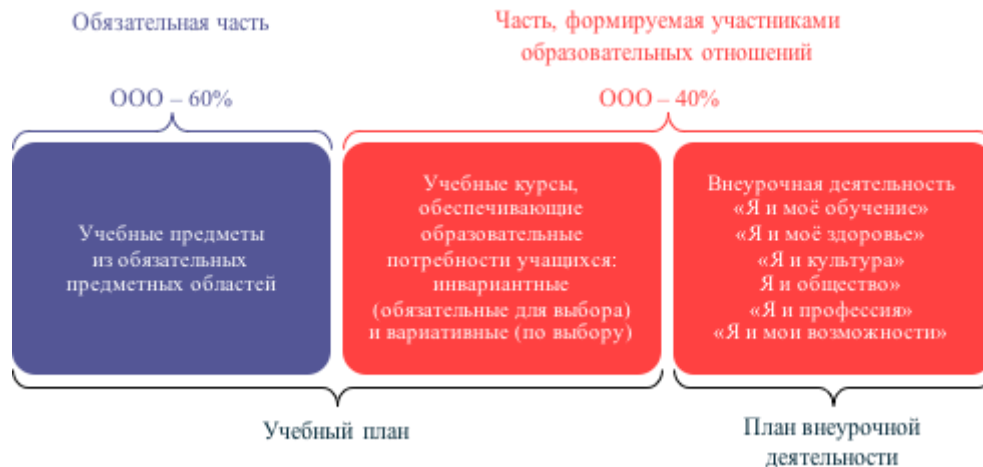 Обязательная часть
Часть, формируемая участниками
образовательных отношений
ООО – 60%
ООО – 40%
Учебные предметы
из обязательных
предметных областей
Учебные курсы,
обеспечивающие
образовательные
потребности учащихся:
инвариантные
(обязательные для выбора)
и вариативные (по выбору)
Внеурочная деятельность
«Я и моё обучение»
«Я и моё здоровье»
«Я и культура»
Я и общество»
«Я и профессия»
«Я и мои возможности»
Учебный план
План внеурочной
деятельности